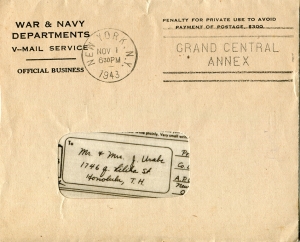 WAR & NAVY
DEPARTMENTS
V-MAIL SERVICE
OFFICIAL BUSINESS
NEW YORK, N.Y.
NOV 1
630PM
1943
PENALTY FOR PRIVATE USE TO AVOID
PAYMENT OF POSTAGE, $300
GRAND CENTRAL
ANNEX
To
Mr. & Mrs. J. Urabe
1746 J Liliha St
Honolulu, T.H.